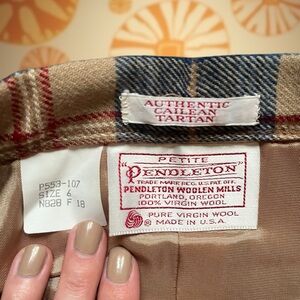 AUTHENTIC
CAILEAN
TARTAN
PETITE
"PENDLETON"
TRADE MARK REG. U.S. PAT. OFF.
PENDLETON WOOLEN MILLS
PORTLAND, OREGON
100% VIRGIN WOOL
PURE VIRGIN WOOL
MADE IN U.S.A.
P553-107
SIZE 6
N828 F 18